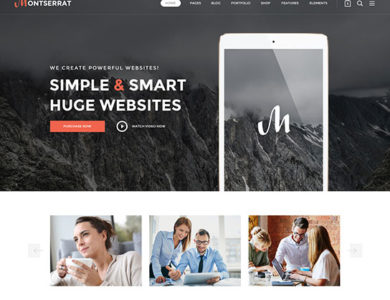 MONTSERRAT
HOME PAGES BLOG PORTFOLIO SHOP FEATURES ELEMENTS
WE CREATE POWERFUL WEBSITES!
SIMPLE & SMART
HUGE WEBSITES
PURCHASE NOW WATCH VIDEO NOW
M